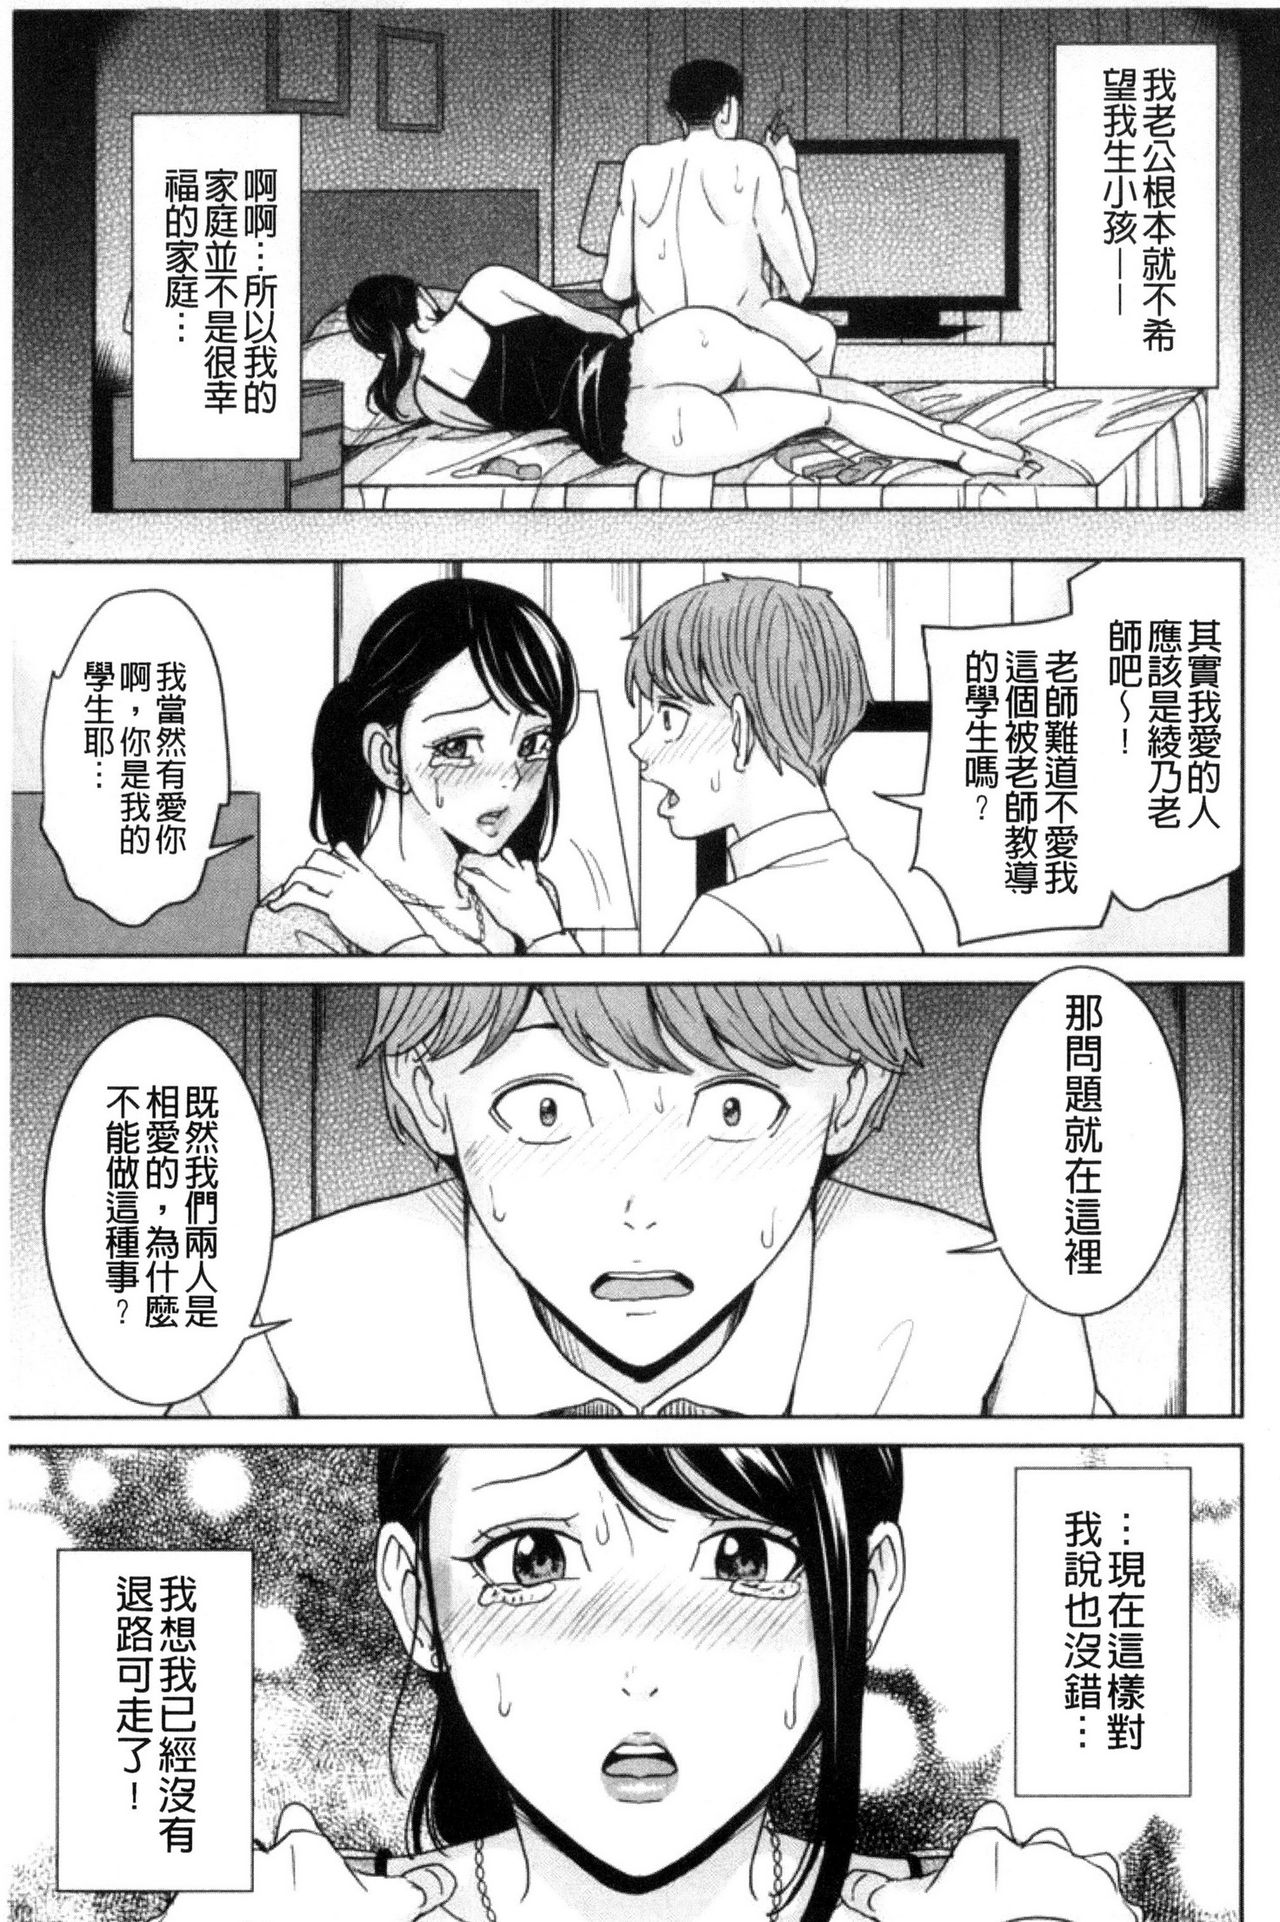 我老公根本就不希
望我生小孩——
啊啊…所以我的
家庭並不是很幸
福的家庭…
其實我愛的人
應該是綾乃老
師吧～！
老師難道不愛我
這個被老師教導
的學生嗎？
我當然有愛你
啊，你是我的
學生耶…
那問題就在這裡
既然我們兩人是
相愛的，為什麼
不能做這種事？
…現在這樣對
我說也沒錯…
我想我已經沒有
退路可走了！